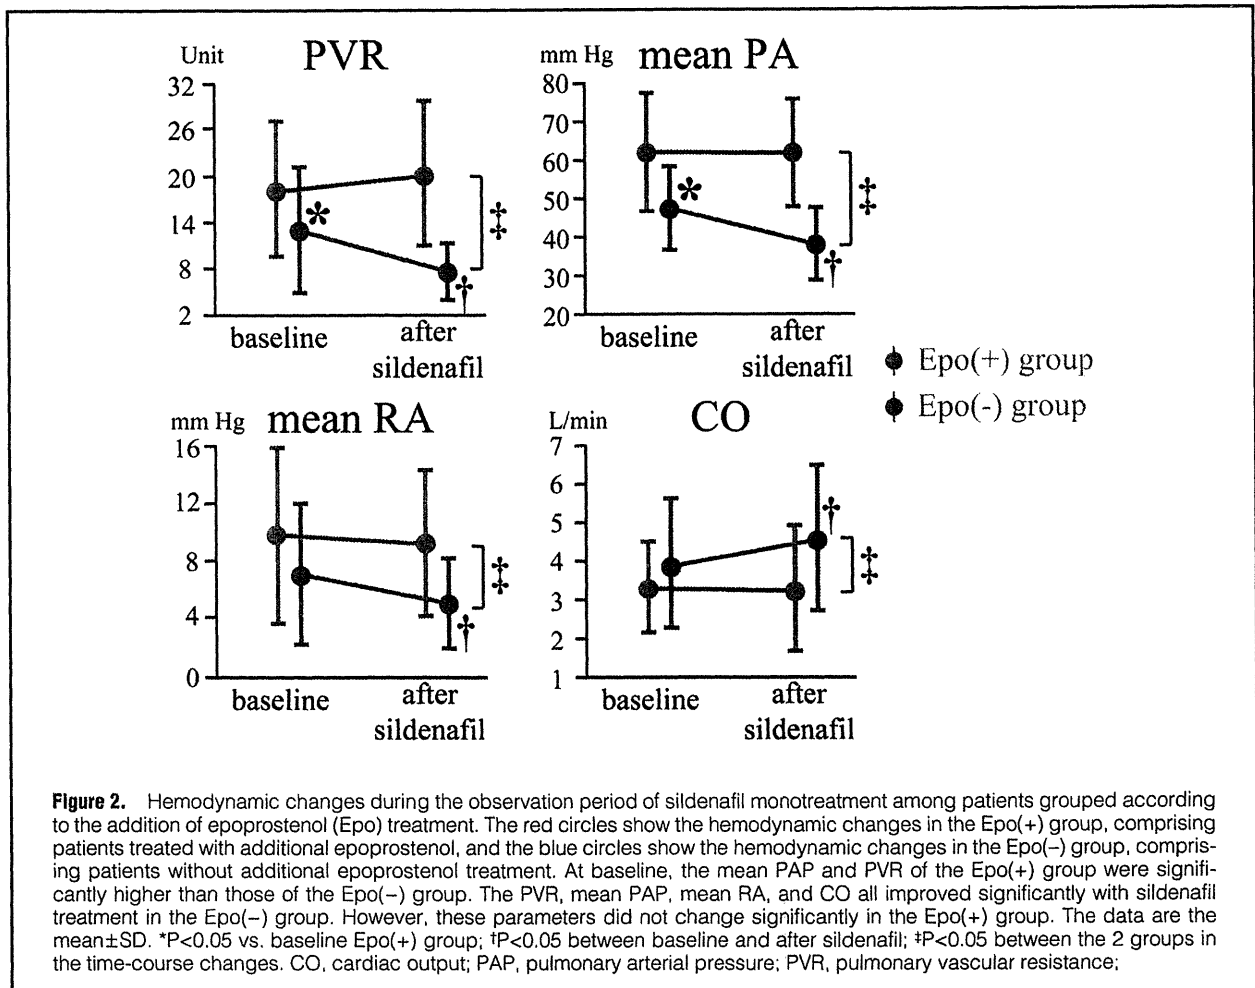 Unit PVR
32
26
20
14
8
2
*
‡
†
baseline after
sildenafil
mm Hg mean PA
80
70
60
50
40
30
20
*
‡
†
baseline after
sildenafil
Epo(+) group
Epo(-) group
mm Hg mean RA
16
12
8
4
0
‡
†
baseline after
sildenafil
L/min CO
7
6
5
4
3
2
1
†
‡
baseline after
sildenafil
Figure 2. Hemodynamic changes during the observation period of sildenafil monotreatment among patients grouped according
to the addition of epoprostenol (Epo) treatment. The red circles show the hemodynamic changes in the Epo(+) group, comprising
patients treated with additional epoprostenol, and the blue circles show the hemodynamic changes in the Epo(−) group, compris-
ing patients without additional epoprostenol treatment. At baseline, the mean PAP and PVR of the Epo(+) group were signifi-
cantly higher than those of the Epo(−) group. The PVR, mean PAP, mean RA, and CO all improved significantly with sildenafil
treatment in the Epo(−) group. However, these parameters did not change significantly in the Epo(+) group. The data are the
mean±SD. *P<0.05 vs. baseline Epo(+) group; †P<0.05 between baseline and after sildenafil; ‡P<0.05 between the 2 groups in
the time-course changes. CO, cardiac output; PAP, pulmonary arterial pressure; PVR, pulmonary vascular resistance;